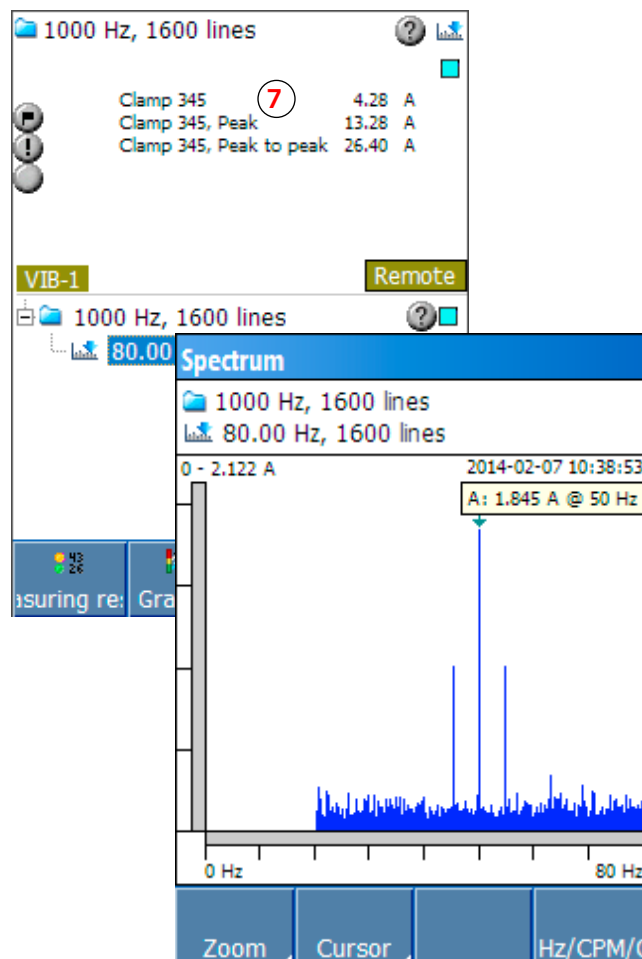 1000 Hz, 1600 lines
7
Clamp 345 4.28 A
Clamp 345, Peak 13.28 A
Clamp 345, Peak to peak 26.40 A
VIB-1
Remote
1000 Hz, 1600 lines
80.00
Spectrum
1000 Hz, 1600 lines
80.00 Hz, 1600 lines
0 - 2.122 A 2014-02-07 10:38:53
A: 1.845 A @ 50 Hz
43
26
asuring re: Gra
0 Hz 80 Hz
Zoom Cursor Hz/CPM/